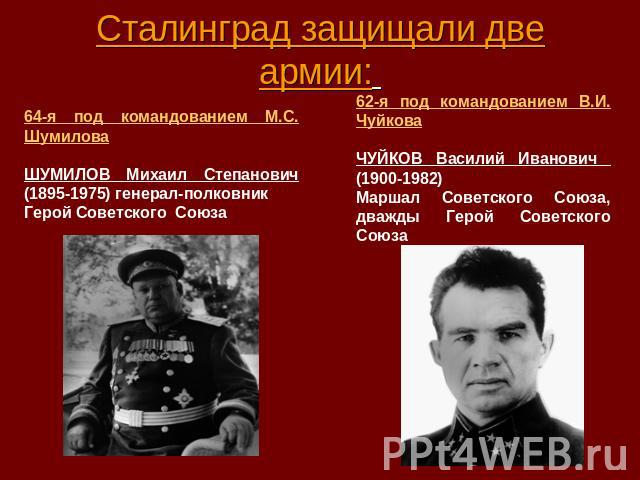 Сталинград защищали две
армии:
64-я под командованием М.С.
Шумилова
ШУМИЛОВ Михаил Степанович
(1895-1975) генерал-полковник
Герой Советского Союза
62-я под командованием В.И.
Чуйкова
ЧУЙКОВ Василий Иванович
(1900-1982)
Маршал Советского Союза,
дважды Герой Советского
Союза
PPt4WEB.ru